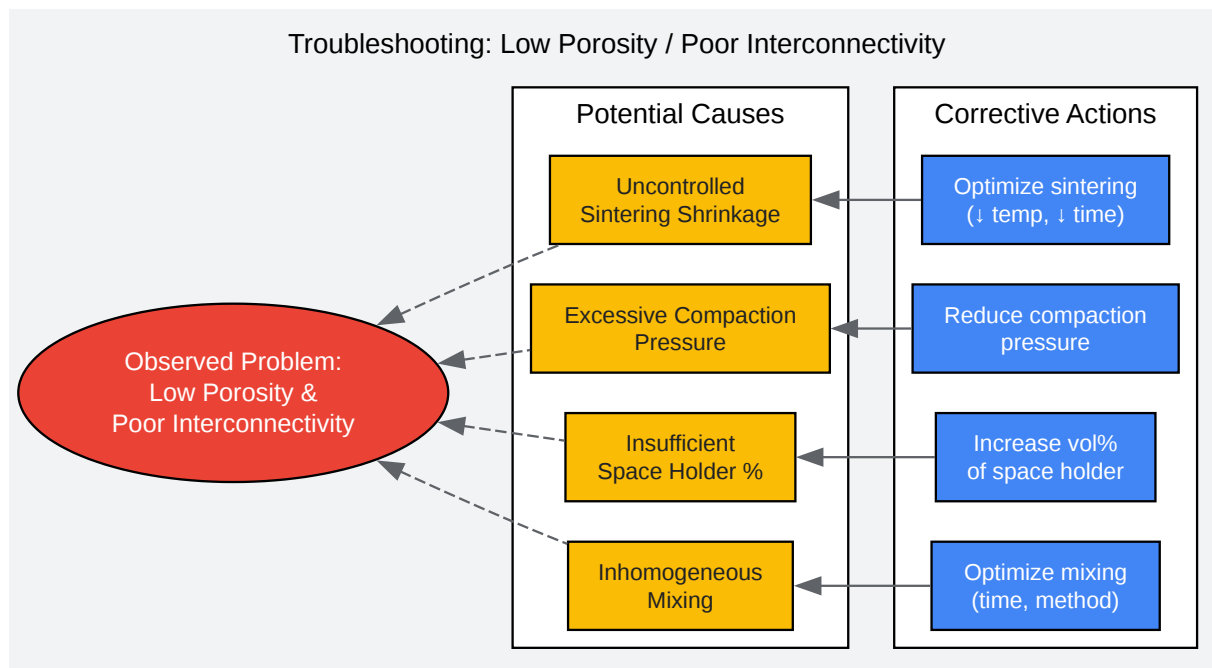 Troubleshooting: Low Porosity / Poor Interconnectivity
Observed Problem:
Low Porosity &
Poor Interconnectivity
Potential Causes
Uncontrolled
Sintering Shrinkage
Excessive Compaction
Pressure
Insufficient
Space Holder %
Inhomogeneous
Mixing
Corrective Actions
Optimize sintering
(↓ temp, ↓ time)
Reduce compaction
pressure
Increase vol%
of space holder
Optimize mixing
(time, method)